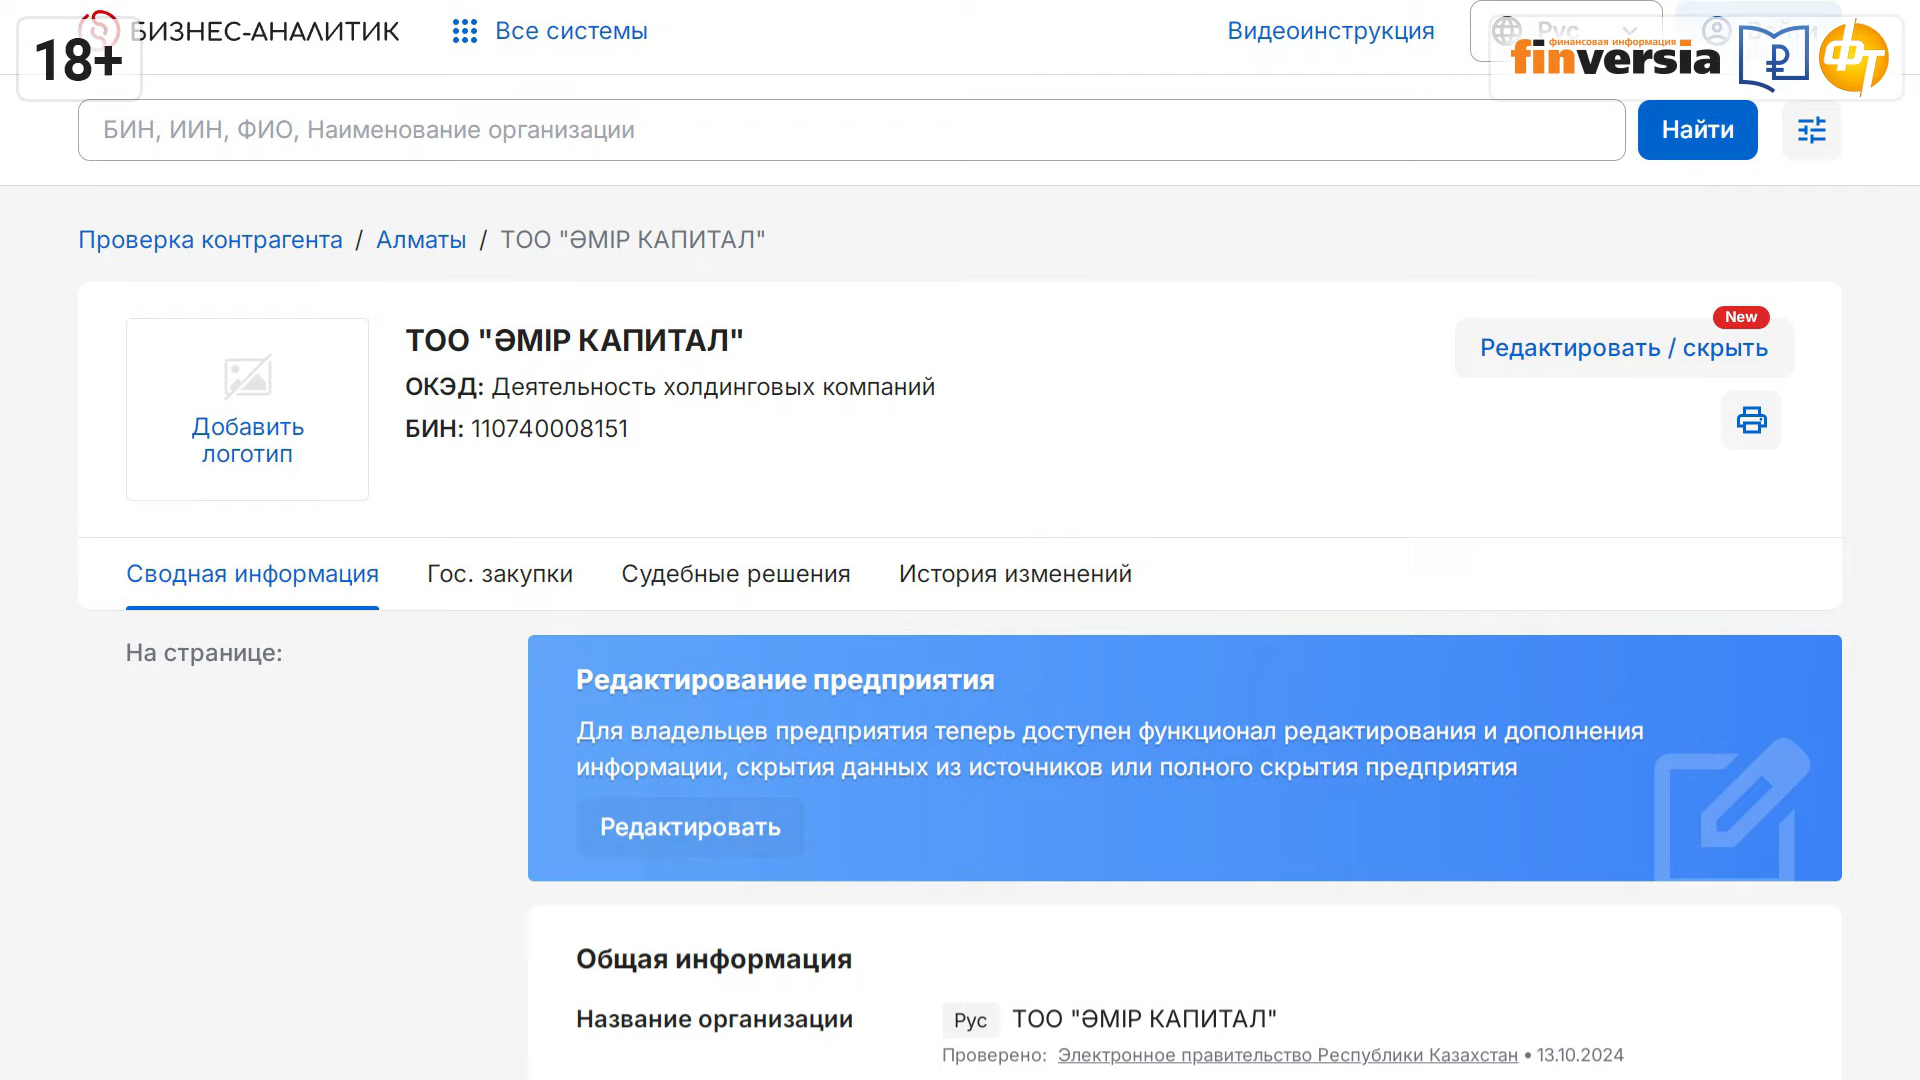 БИЗНЕС-АНАЛИТИК
Все системы
Видеоинструкция
Рус
18+
финансовая информация
finversia
ФТ
БИН, ИИН, ФИО, Наименование организации
Найти
Проверка контрагента / Алматы / ТОО "ӘМІР КАПИТАЛ"
New
Редактировать / скрыть
Добавить
логотип
ТОО "ӘМІР КАПИТАЛ"
ОКЭД: Деятельность холдинговых компаний
БИН: 110740008151
Сводная информация
Гос. закупки
Судебные решения
История изменений
На странице:
Редактирование предприятия
Для владельцев предприятия теперь доступен функционал редактирования и дополнения
информации, скрытия данных из источников или полного скрытия предприятия
Редактировать
Общая информация
Название организации
Рус ТОО "ӘМІР КАПИТАЛ"
Проверено: Электронное правительство Республики Казахстан • 13.10.2024